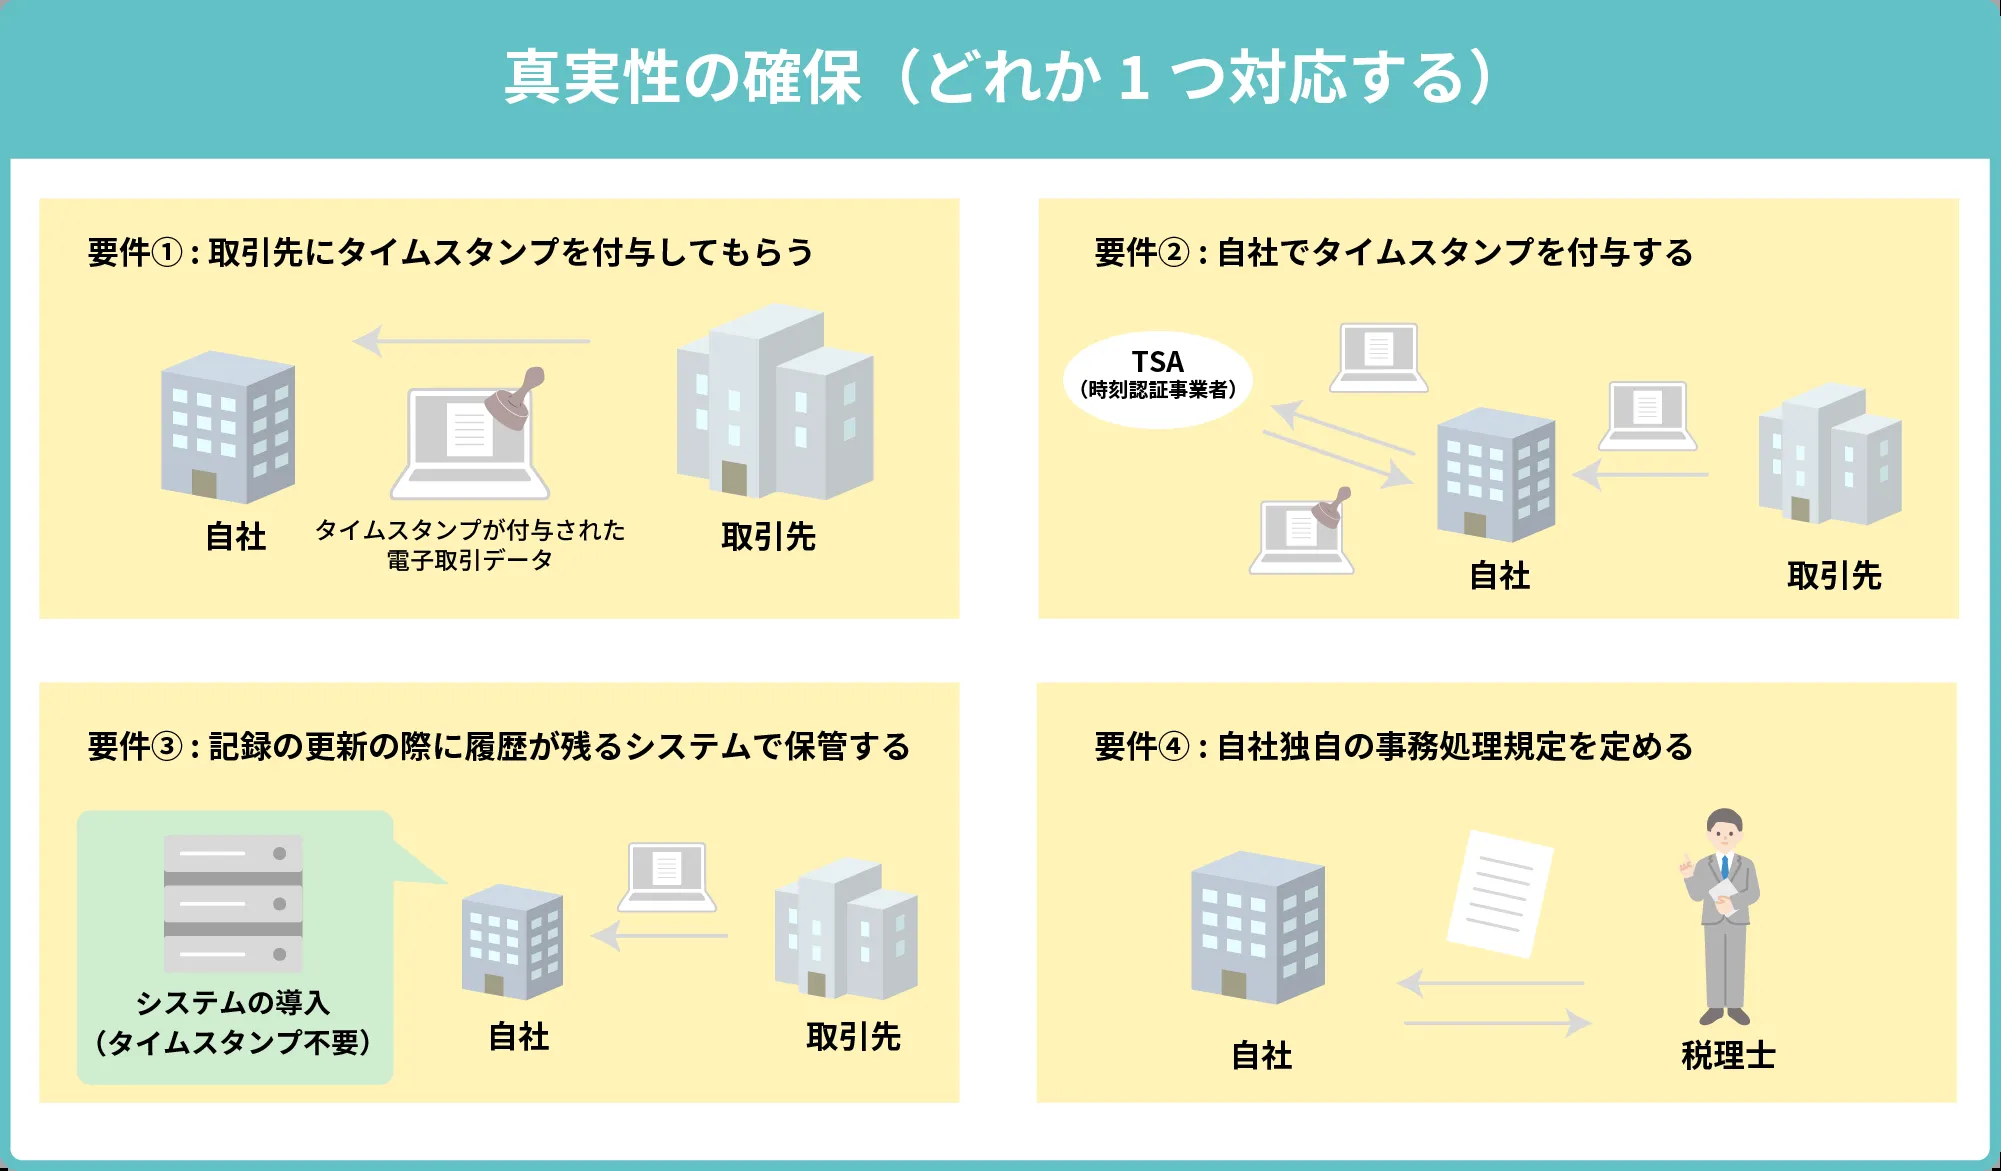 真実性の確保（どれか1つ対応する）
要件①:取引先にタイムスタンプを付与してもらう
自社
タイムスタンプが付与された
電子取引データ
取引先
要件②:自社でタイムスタンプを付与する
TSA
（時刻認証事業者）
自社
取引先
要件③:記録の更新の際に履歴が残るシステムで保管する
システムの導入
（タイムスタンプ不要）
自社
取引先
要件④:自社独自の事務処理規定を定める
自社
税理士